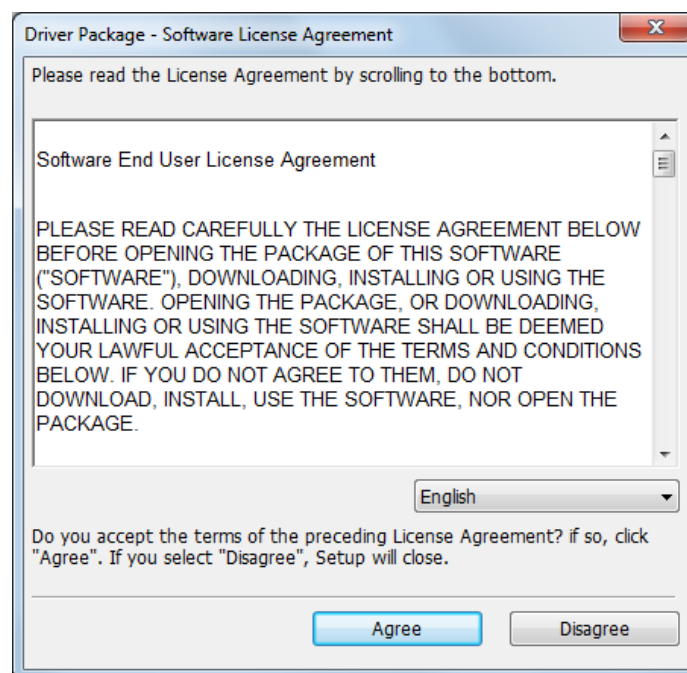 Driver Package - Software License Agreement
Please read the License Agreement by scrolling to the bottom.
Software End User License Agreement
PLEASE READ CAREFULLY THE LICENSE AGREEMENT BELOW
BEFORE OPENING THE PACKAGE OF THIS SOFTWARE
("SOFTWARE"), DOWNLOADING, INSTALLING OR USING THE
SOFTWARE. OPENING THE PACKAGE, OR DOWNLOADING,
INSTALLING OR USING THE SOFTWARE SHALL BE DEEMED
YOUR LAWFUL ACCEPTANCE OF THE TERMS AND CONDITIONS
BELOW. IF YOU DO NOT AGREE TO THEM, DO NOT
DOWNLOAD, INSTALL, USE THE SOFTWARE, NOR OPEN THE
PACKAGE.
English
Do you accept the terms of the preceding License Agreement? if so, click
"Agree". If you select "Disagree", Setup will close.
Agree
Disagree